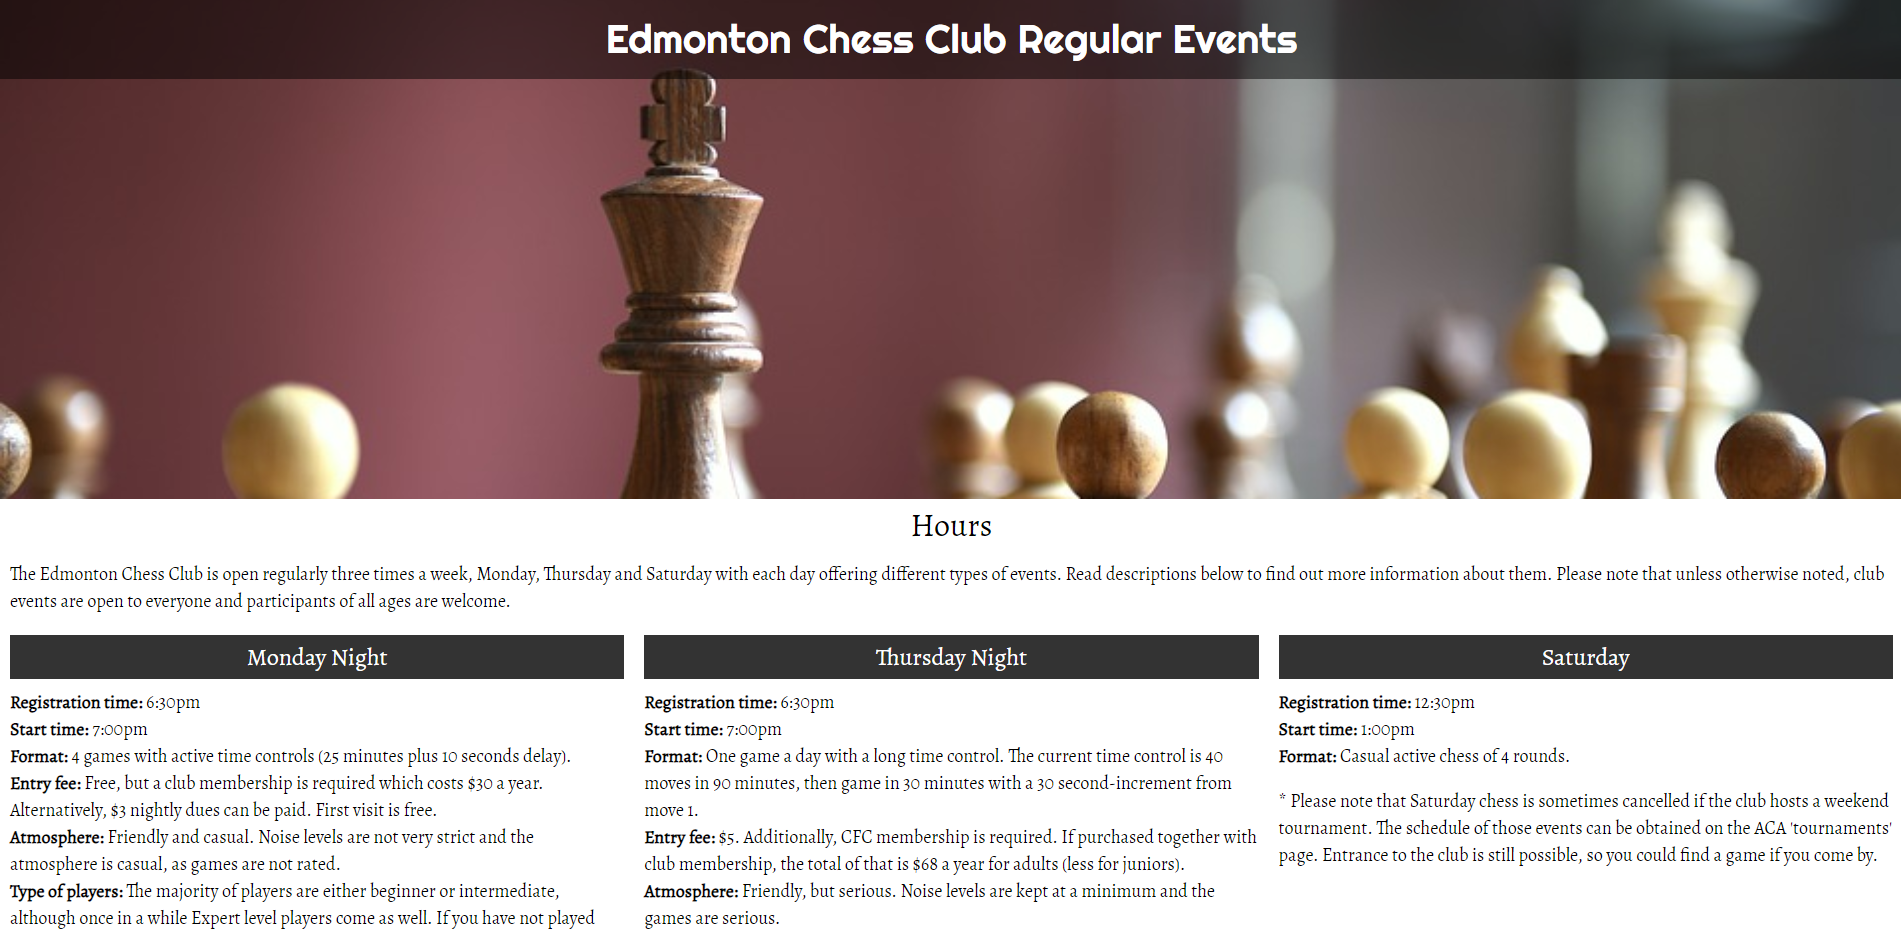 Edmonton Chess Club Regular Events
Hours
The Edmonton Chess Club is open regularly three times a week, Monday, Thursday and Saturday with each day offering different types of events. Read descriptions below to find out more information about them. Please note that unless otherwise noted, club
events are open to everyone and participants of all ages are welcome.
Monday Night
Registration time: 6:30pm
Start time: 7:00pm
Format: 4 games with active time controls (25 minutes plus 10 seconds delay).
Entry fee: Free, but a club membership is required which costs $30 a year.
Alternatively, $3 nightly dues can be paid. First visit is free.
Atmosphere: Friendly and casual. Noise levels are not very strict and the
atmosphere is casual, as games are not rated.
Type of players: The majority of players are either beginner or intermediate,
although once in a while Expert level players come as well. If you have not played
Thursday Night
Registration time: 6:30pm
Start time: 7:00pm
Format: One game a day with a long time control. The current time control is 40
moves in 90 minutes, then game in 30 minutes with a 30 second-increment from
move 1.
Entry fee: $5. Additionally, CFC membership is required. If purchased together with
club membership, the total of that is $68 a year for adults (less for juniors).
Atmosphere: Friendly, but serious. Noise levels are kept at a minimum and the
games are serious.
Saturday
Registration time: 12:30pm
Start time: 1:00pm
Format: Casual active chess of 4 rounds.
* Please note that Saturday chess is sometimes cancelled if the club hosts a weekend
tournament. The schedule of those events can be obtained on the ACA 'tournaments'
page. Entrance to the club is still possible, so you could find a game if you come by.